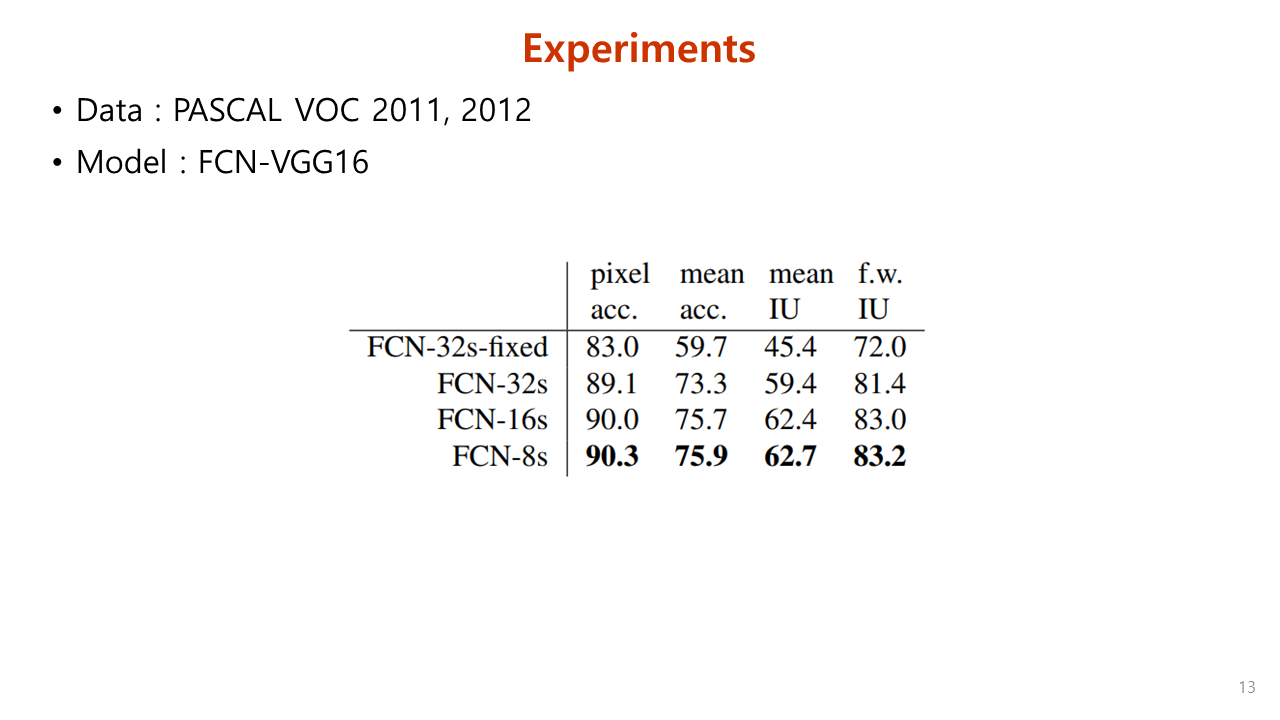 Experiments
• Data : PASCAL VOC 2011, 2012
• Model : FCN-VGG16
pixel mean mean f.w.
acc. acc. IU IU
FCN-32s-fixed 83.0 59.7 45.4 72.0
FCN-32s 89.1 73.3 59.4 81.4
FCN-16s 90.0 75.7 62.4 83.0
FCN-8s 90.3 75.9 62.7 83.2
13